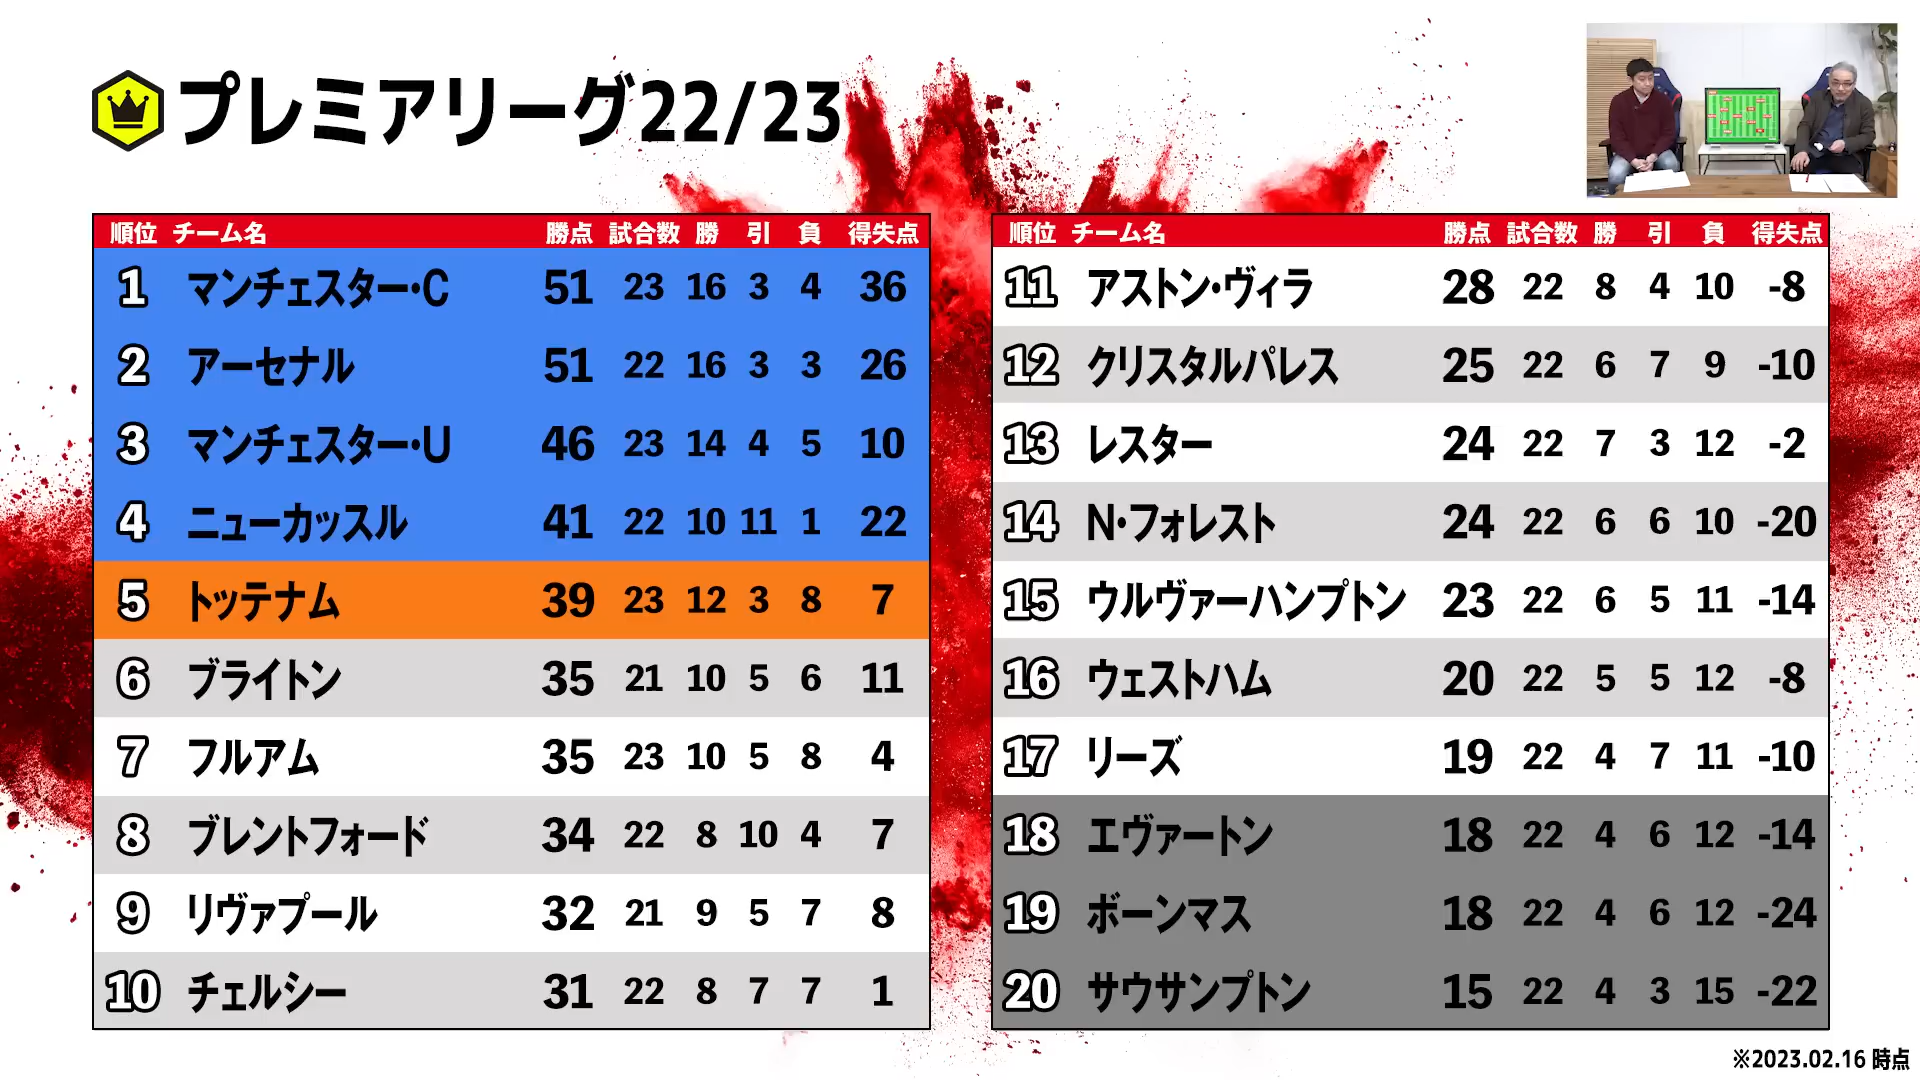 プレミアリーグ22/23
順位 チーム名 勝点 試合数 勝 引 負 得失点
1 マンチェスター・C 51 23 16 3 4 36
2 アーセナル 51 22 16 3 3 26
3 マンチェスター・U 46 23 14 4 5 10
4 ニューカッスル 41 22 10 11 1 22
5 トッテナム 39 23 12 3 8 7
6 ブライトン 35 21 10 5 6 11
7 フルアム 35 23 10 5 8 4
8 ブレントフォード 34 22 8 10 4 7
9 リヴァプール 32 21 9 5 7 8
10 チェルシー 31 22 8 7 7 1
順位 チーム名 勝点 試合数 勝 引 負 得失点
11 アストン・ヴィラ 28 22 8 4 10 -8
12 クリスタルパレス 25 22 6 7 9 -10
13 レスター 24 22 7 3 12 -2
14 N・フォレスト 24 22 6 6 10 -20
15 ウルヴァーハンプトン 23 22 6 5 11 -14
16 ウェストハム 20 22 5 5 12 -8
17 リーズ 19 22 4 7 11 -10
18 エヴァートン 18 22 4 6 12 -14
19 ボーンマス 18 22 4 6 12 -24
20 サウサンプトン 15 22 4 3 15 -22
※2023.02.16 時点